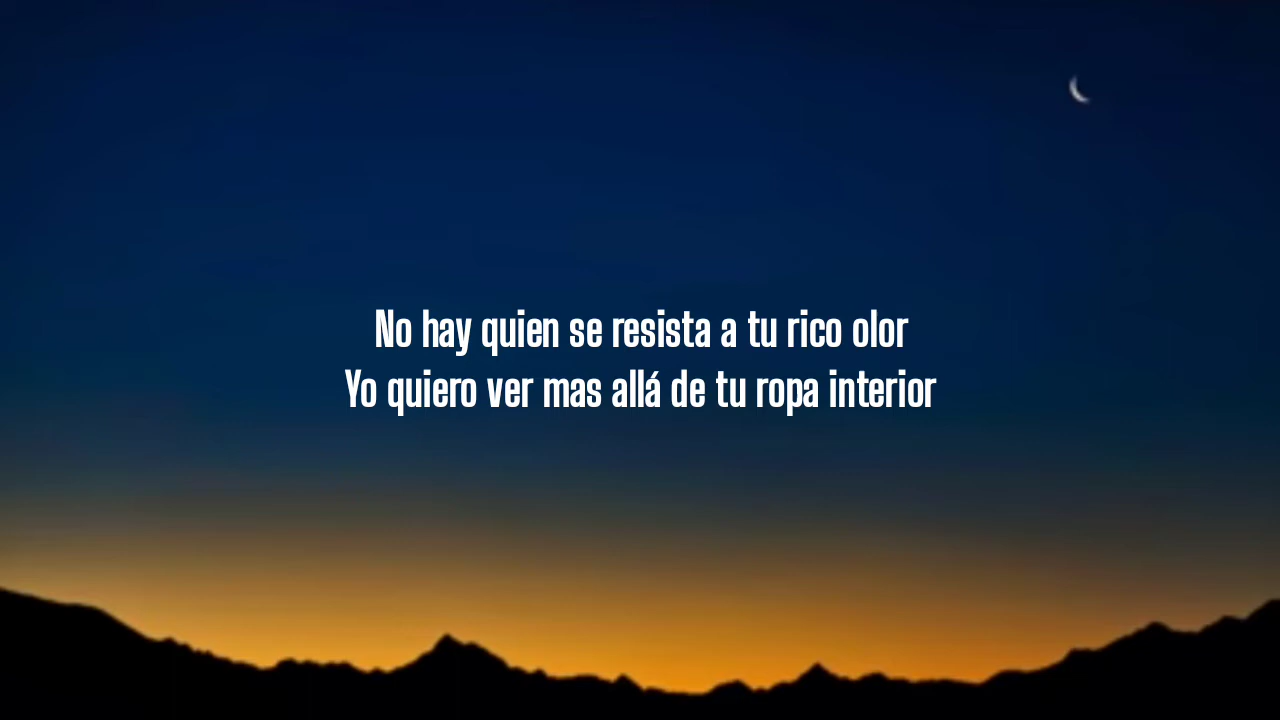 No hay quien se resista a tu rico olor
Yo quiero ver mas allá de tu ropa interior